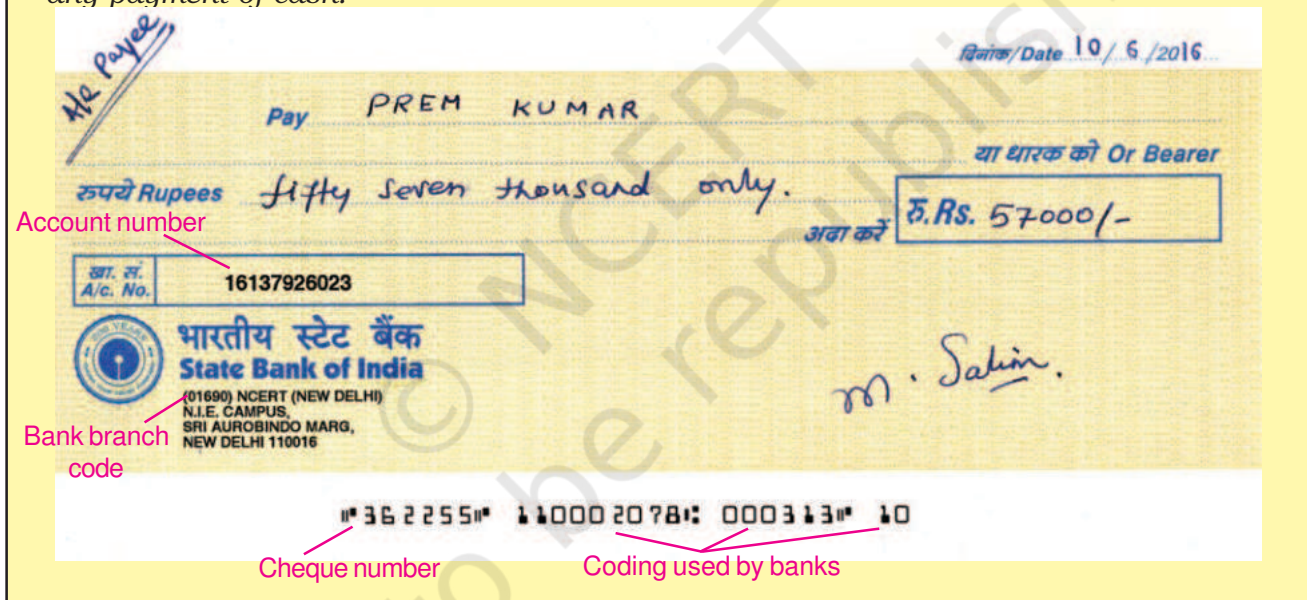 any payment of cash.
A/c Payee
दिनांक/Date 10/6/2016
Pay PREM KUMAR
या धारक को Or Bearer
रुपये Rupees fifty seven thousand only.
अदा करें रु.Rs. 57000/-
Account number
खा. सं.
A/c. No. 16137926023
भारतीय स्टेट बैंक
State Bank of India
(01690) NCERT (NEW DELHI)
N.I.E. CAMPUS,
SRI AUROBINDO MARG,
NEW DELHI 110016
M. Salim.
Bank branch
code
⑈362255⑈ 110002078⑆ 000313⑈ 10
Cheque number
Coding used by banks
© NCERT
to be republish